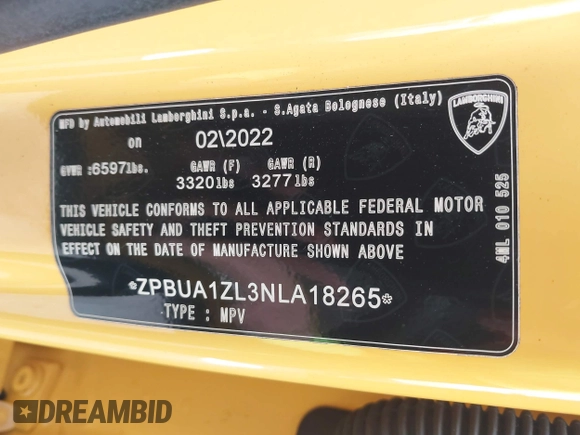 MFD by Automobili Lamborghini S.p.a. - S.Agata Bolognese (Italy)
on 02\2022
GVWR :6597lbs. GAWR (F) GAWR (R)
3320lbs 3277lbs
THIS VEHICLE CONFORMS TO ALL APPLICABLE FEDERAL MOTOR
VEHICLE SAFETY AND THEFT PREVENTION STANDARDS IN
EFFECT ON THE DATE OF MANUFACTURE SHOWN ABOVE
*ZPBUA1ZL3NLA18265*
TYPE : MPV
LAMBORGHINI
4ML 010 525
DREAMBID